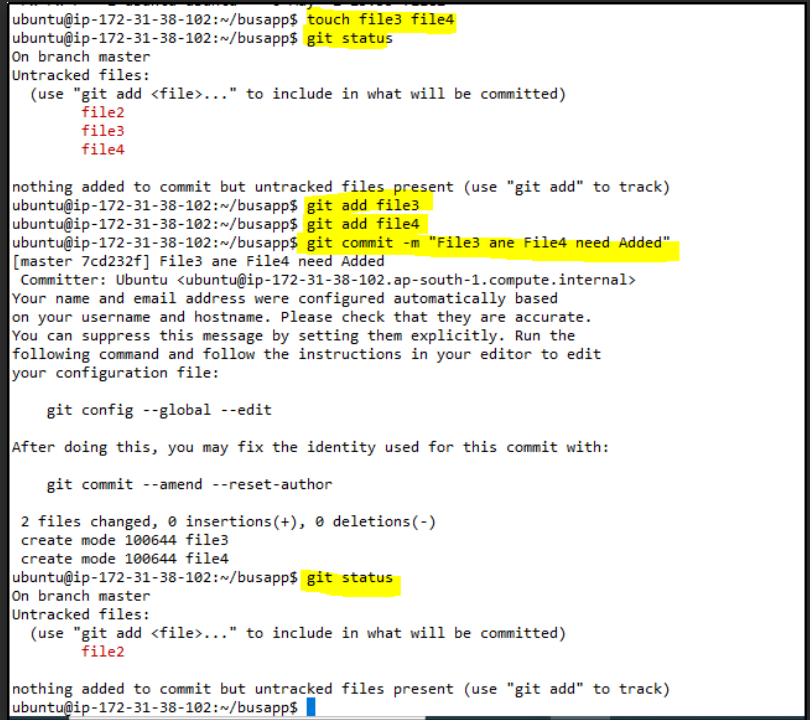 ubuntu@ip-172-31-38-102:~/busapp$ touch file3 file4
ubuntu@ip-172-31-38-102:~/busapp$ git status
On branch master
Untracked files:
  (use "git add <file>..." to include in what will be committed)
        file2
        file3
        file4

nothing added to commit but untracked files present (use "git add" to track)
ubuntu@ip-172-31-38-102:~/busapp$ git add file3
ubuntu@ip-172-31-38-102:~/busapp$ git add file4
ubuntu@ip-172-31-38-102:~/busapp$ git commit -m "File3 ane File4 need Added"
[master 7cd232f] File3 ane File4 need Added
 Committer: Ubuntu <ubuntu@ip-172-31-38-102.ap-south-1.compute.internal>
Your name and email address were configured automatically based
on your username and hostname. Please check that they are accurate.
You can suppress this message by setting them explicitly. Run the
following command and follow the instructions in your editor to edit
your configuration file:

    git config --global --edit

After doing this, you may fix the identity used for this commit with:

    git commit --amend --reset-author

 2 files changed, 0 insertions(+), 0 deletions(-)
 create mode 100644 file3
 create mode 100644 file4
ubuntu@ip-172-31-38-102:~/busapp$ git status
On branch master
Untracked files:
  (use "git add <file>..." to include in what will be committed)
        file2

nothing added to commit but untracked files present (use "git add" to track)
ubuntu@ip-172-31-38-102:~/busapp$